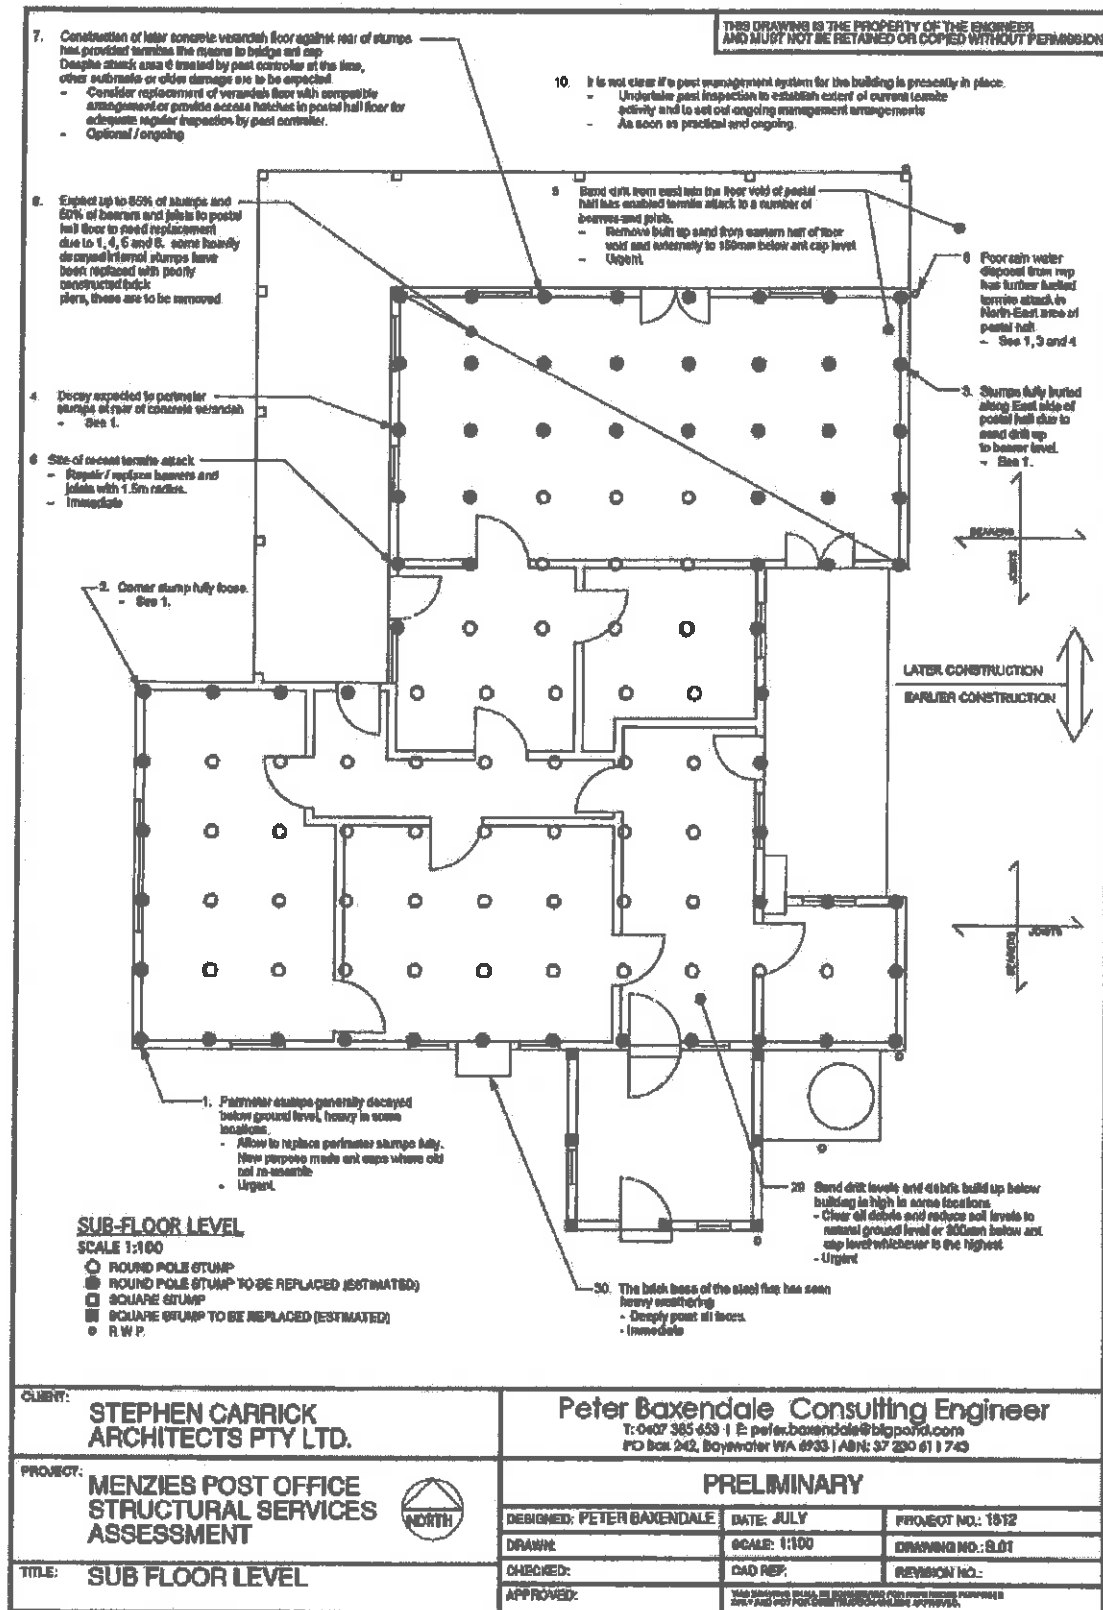 THIS DRAWING IS THE PROPERTY OF THE ENGINEER
AND MUST NOT BE RETAINED OR COPIED WITHOUT PERMISSION
7. Construction of later concrete verandah floor against rear of stumps
has provided termites the means to bridge ant cap
Despite attack area 6 treated by pest controller at the time,
other outbreaks or older damage are to be expected
- Consider replacement of verandah floor with compatible
arrangement or provide access hatches in postal hall floor for
adequate regular inspection by pest controller.
- Optional / ongoing
10. It is not clear if a pest management system for the building is presently in place.
- Undertake pest inspection to establish extent of current termite
activity and to set out ongoing management arrangements
- As soon as practical and ongoing.
Expect up to 85% of stumps and
60% of bearers and joists to postal
hall floor to need replacement
due to 1, 4, 5 and 6. some heavily
decayed internal stumps have
been replaced with poorly
constructed brick
piers, these are to be removed
Sand drift from east into the floor void of postal
hall has enabled termite attack to a number of
bearers and joists.
- Remove built up sand from eastern half of floor
void and externally to 150mm below ant cap level
- Urgent.
Poor rain water
disposal from rwp
has further fuelled
termite attack in
North-East area of
postal hall
- See 1, 3 and 4
4 Decay expected to perimeter
stumps at rear of concrete verandah
- See 1.
3. Stumps fully buried
along East side of
postal hall due to
sand drift up
to bearer level.
- See 1.
6 Site of recent termite attack
- Repair / replace bearers and
joists with 1.5m radius.
- Immediate
BEARERS
JOISTS
2. Corner stump fully loose.
- See 1.
LATER CONSTRUCTION
EARLIER CONSTRUCTION
BEARERS
JOISTS
1. Perimeter stumps generally decayed
below ground level, heavy in some
locations.
- Allow to replace perimeter stumps fully.
New purpose made ant caps where old
not re-useable
- Urgent.
29 Sand drift levels and debris build up below
building is high in some locations
- Clear all debris and reduce soil levels to
natural ground level or 300mm below ant
cap level whichever is the highest
- Urgent
30. The brick base of the steel flue has seen
heavy weathering
- Deeply point all faces.
- Immediate
SUB-FLOOR LEVEL
SCALE 1:100
ROUND POLE STUMP
ROUND POLE STUMP TO BE REPLACED (ESTIMATED)
SQUARE STUMP
SQUARE STUMP TO BE REPLACED (ESTIMATED)
R.W.P.
CLIENT:
STEPHEN CARRICK
ARCHITECTS PTY LTD.
Peter Baxendale Consulting Engineer
T: 0407 385 653 | E: peter.baxendale@bigpond.com
PO Box 242, Bayswater WA 6933 | ABN: 37 230 611 743
PROJECT:
MENZIES POST OFFICE
STRUCTURAL SERVICES
ASSESSMENT
NORTH
PRELIMINARY
DESIGNED: PETER BAXENDALE
DATE: JULY
PROJECT NO.: 1512
DRAWN:
SCALE: 1:100
DRAWING NO.: S.01
CHECKED:
CAD REF:
REVISION NO.:
TITLE: SUB FLOOR LEVEL
APPROVED: